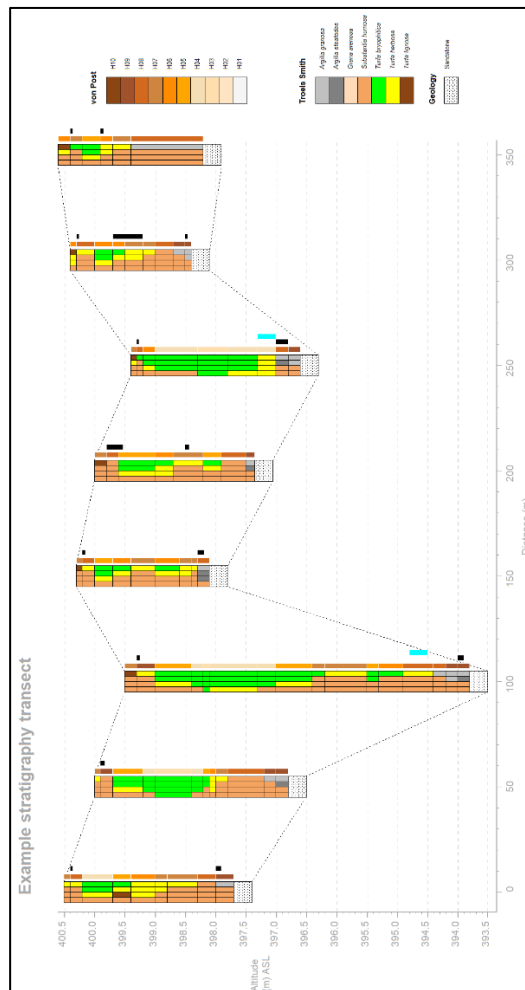 Example stratigraphy transect
von Post
H10
H09
H08
H07
H06
H05
H04
H03
H02
H01
Troels Smith
Argilla granosa
Argilla steatodes
Grana arenosa
Substantia humosa
Turfa bryophitica
Turfa herbosa
Turfa lignosa
Geology
Sandstone
Altitude
(m) ASL
400.5
400.0
399.5
399.0
398.5
398.0
397.5
397.0
396.5
396.0
395.5
395.0
394.5
394.0
393.5
0
50
100
150
200
250
300
350
Distance (m)